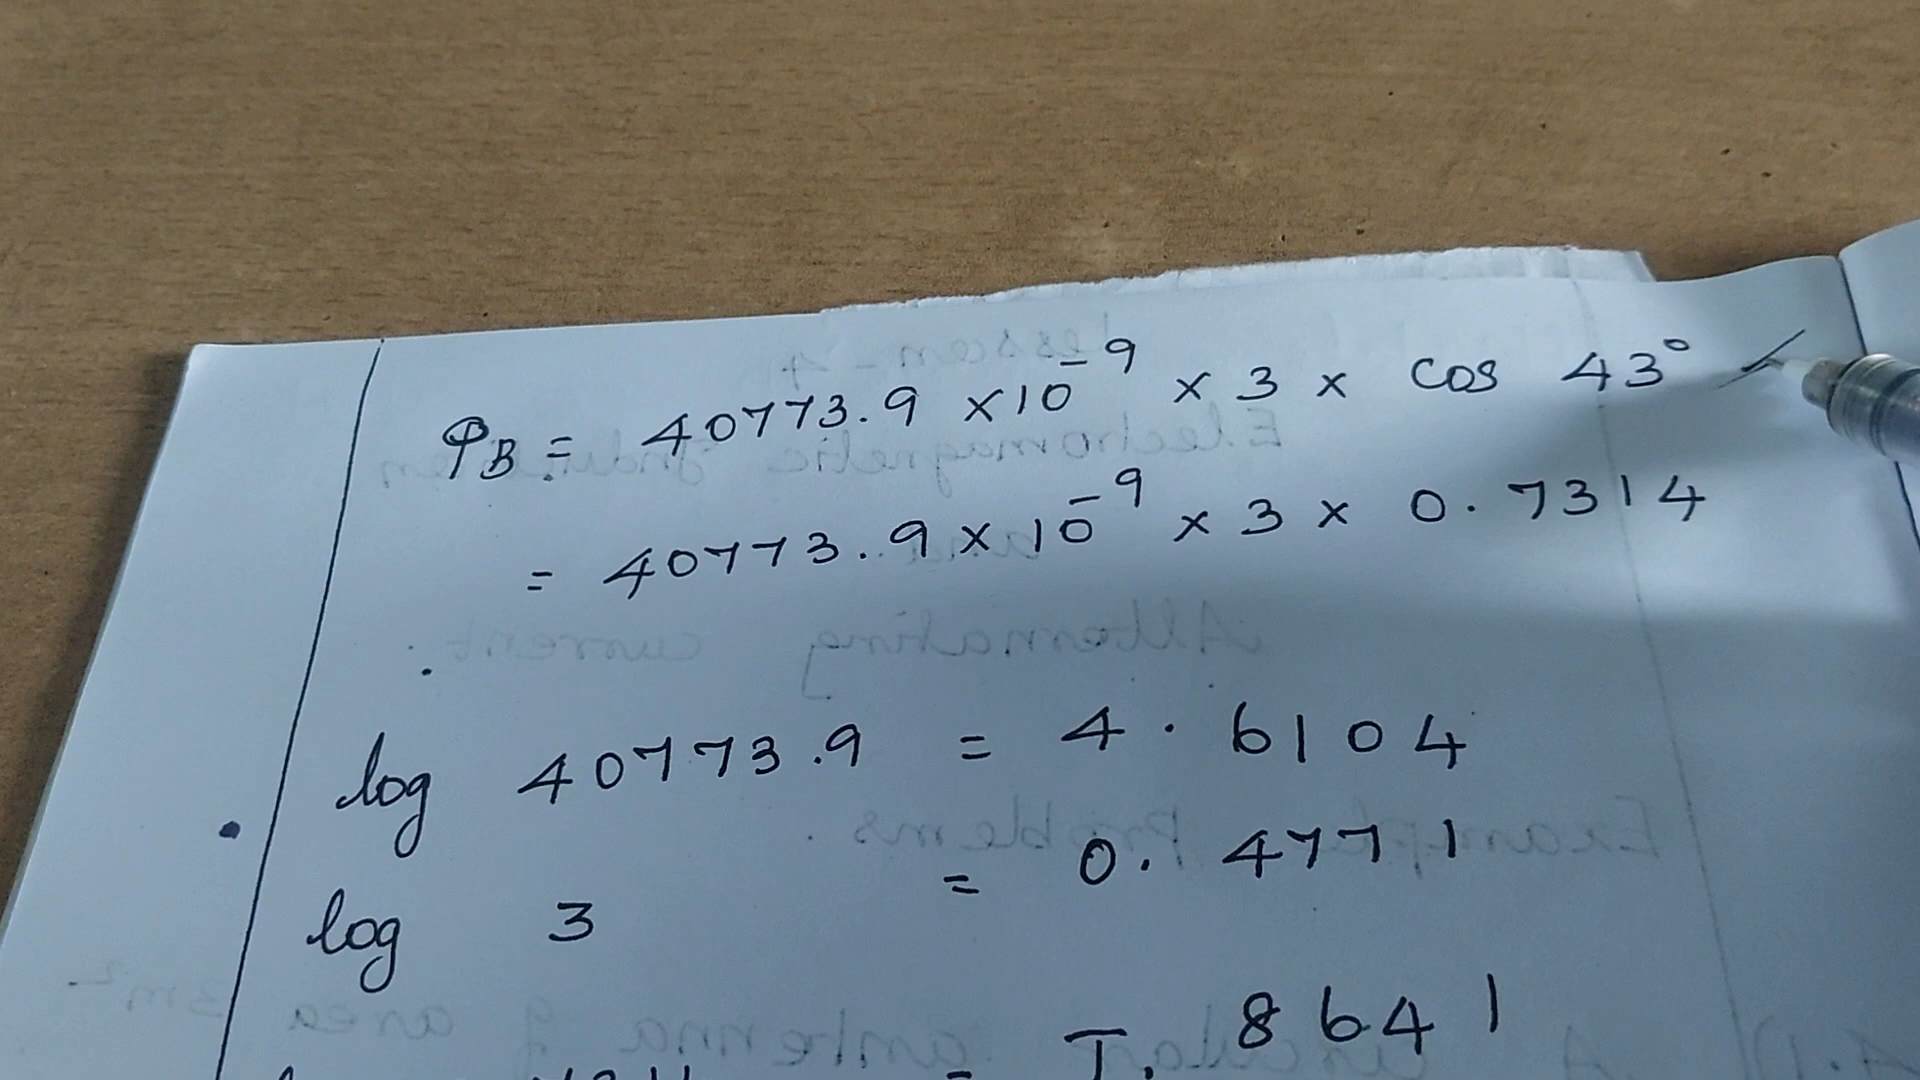 φB = 40773.9 ×10⁻⁹ × 3 × cos 43°
= 40773.9 × 10⁻⁹ × 3 × 0.7314
log 40773.9 = 4.6104
log 3 = 0.4771
= 1̅.8641